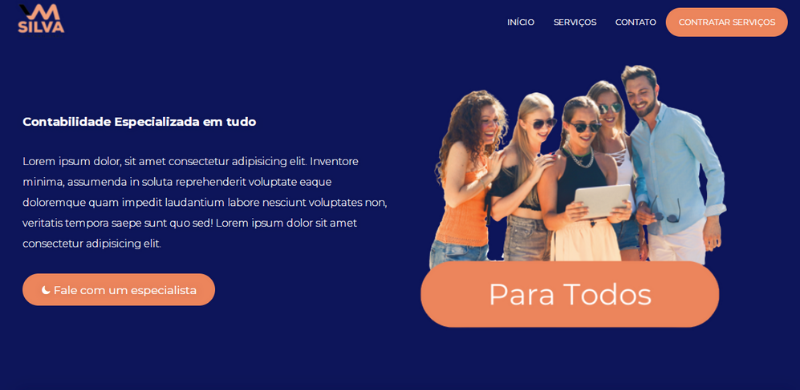 VM
SILVA
INÍCIO SERVIÇOS CONTATO CONTRATAR SERVIÇOS
Contabilidade Especializada em tudo
Lorem ipsum dolor, sit amet consectetur adipisicing elit. Inventore
minima, assumenda in soluta reprehenderit voluptate eaque
doloremque quam impedit laudantium labore nesciunt voluptates non,
veritatis tempora saepe sunt quo sed! Lorem ipsum dolor sit amet
consectetur adipisicing elit.
Fale com um especialista
Para Todos